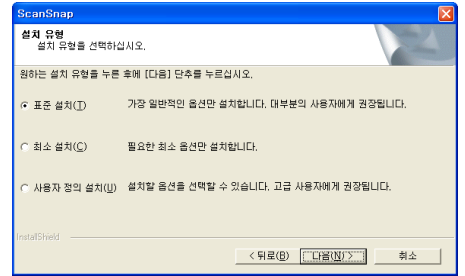 ScanSnap
설치 유형
설치 유형을 선택하십시오.
원하는 설치 유형을 누른 후에 [다음] 단추를 누르십시오.
표준 설치(T) 가장 일반적인 옵션만 설치합니다. 대부분의 사용자에게 권장됩니다.
최소 설치(C) 필요한 최소 옵션만 설치합니다.
사용자 정의 설치(U) 설치할 옵션을 선택할 수 있습니다. 고급 사용자에게 권장됩니다.
InstallShield
< 뒤로(B) 다음(N) > 취소